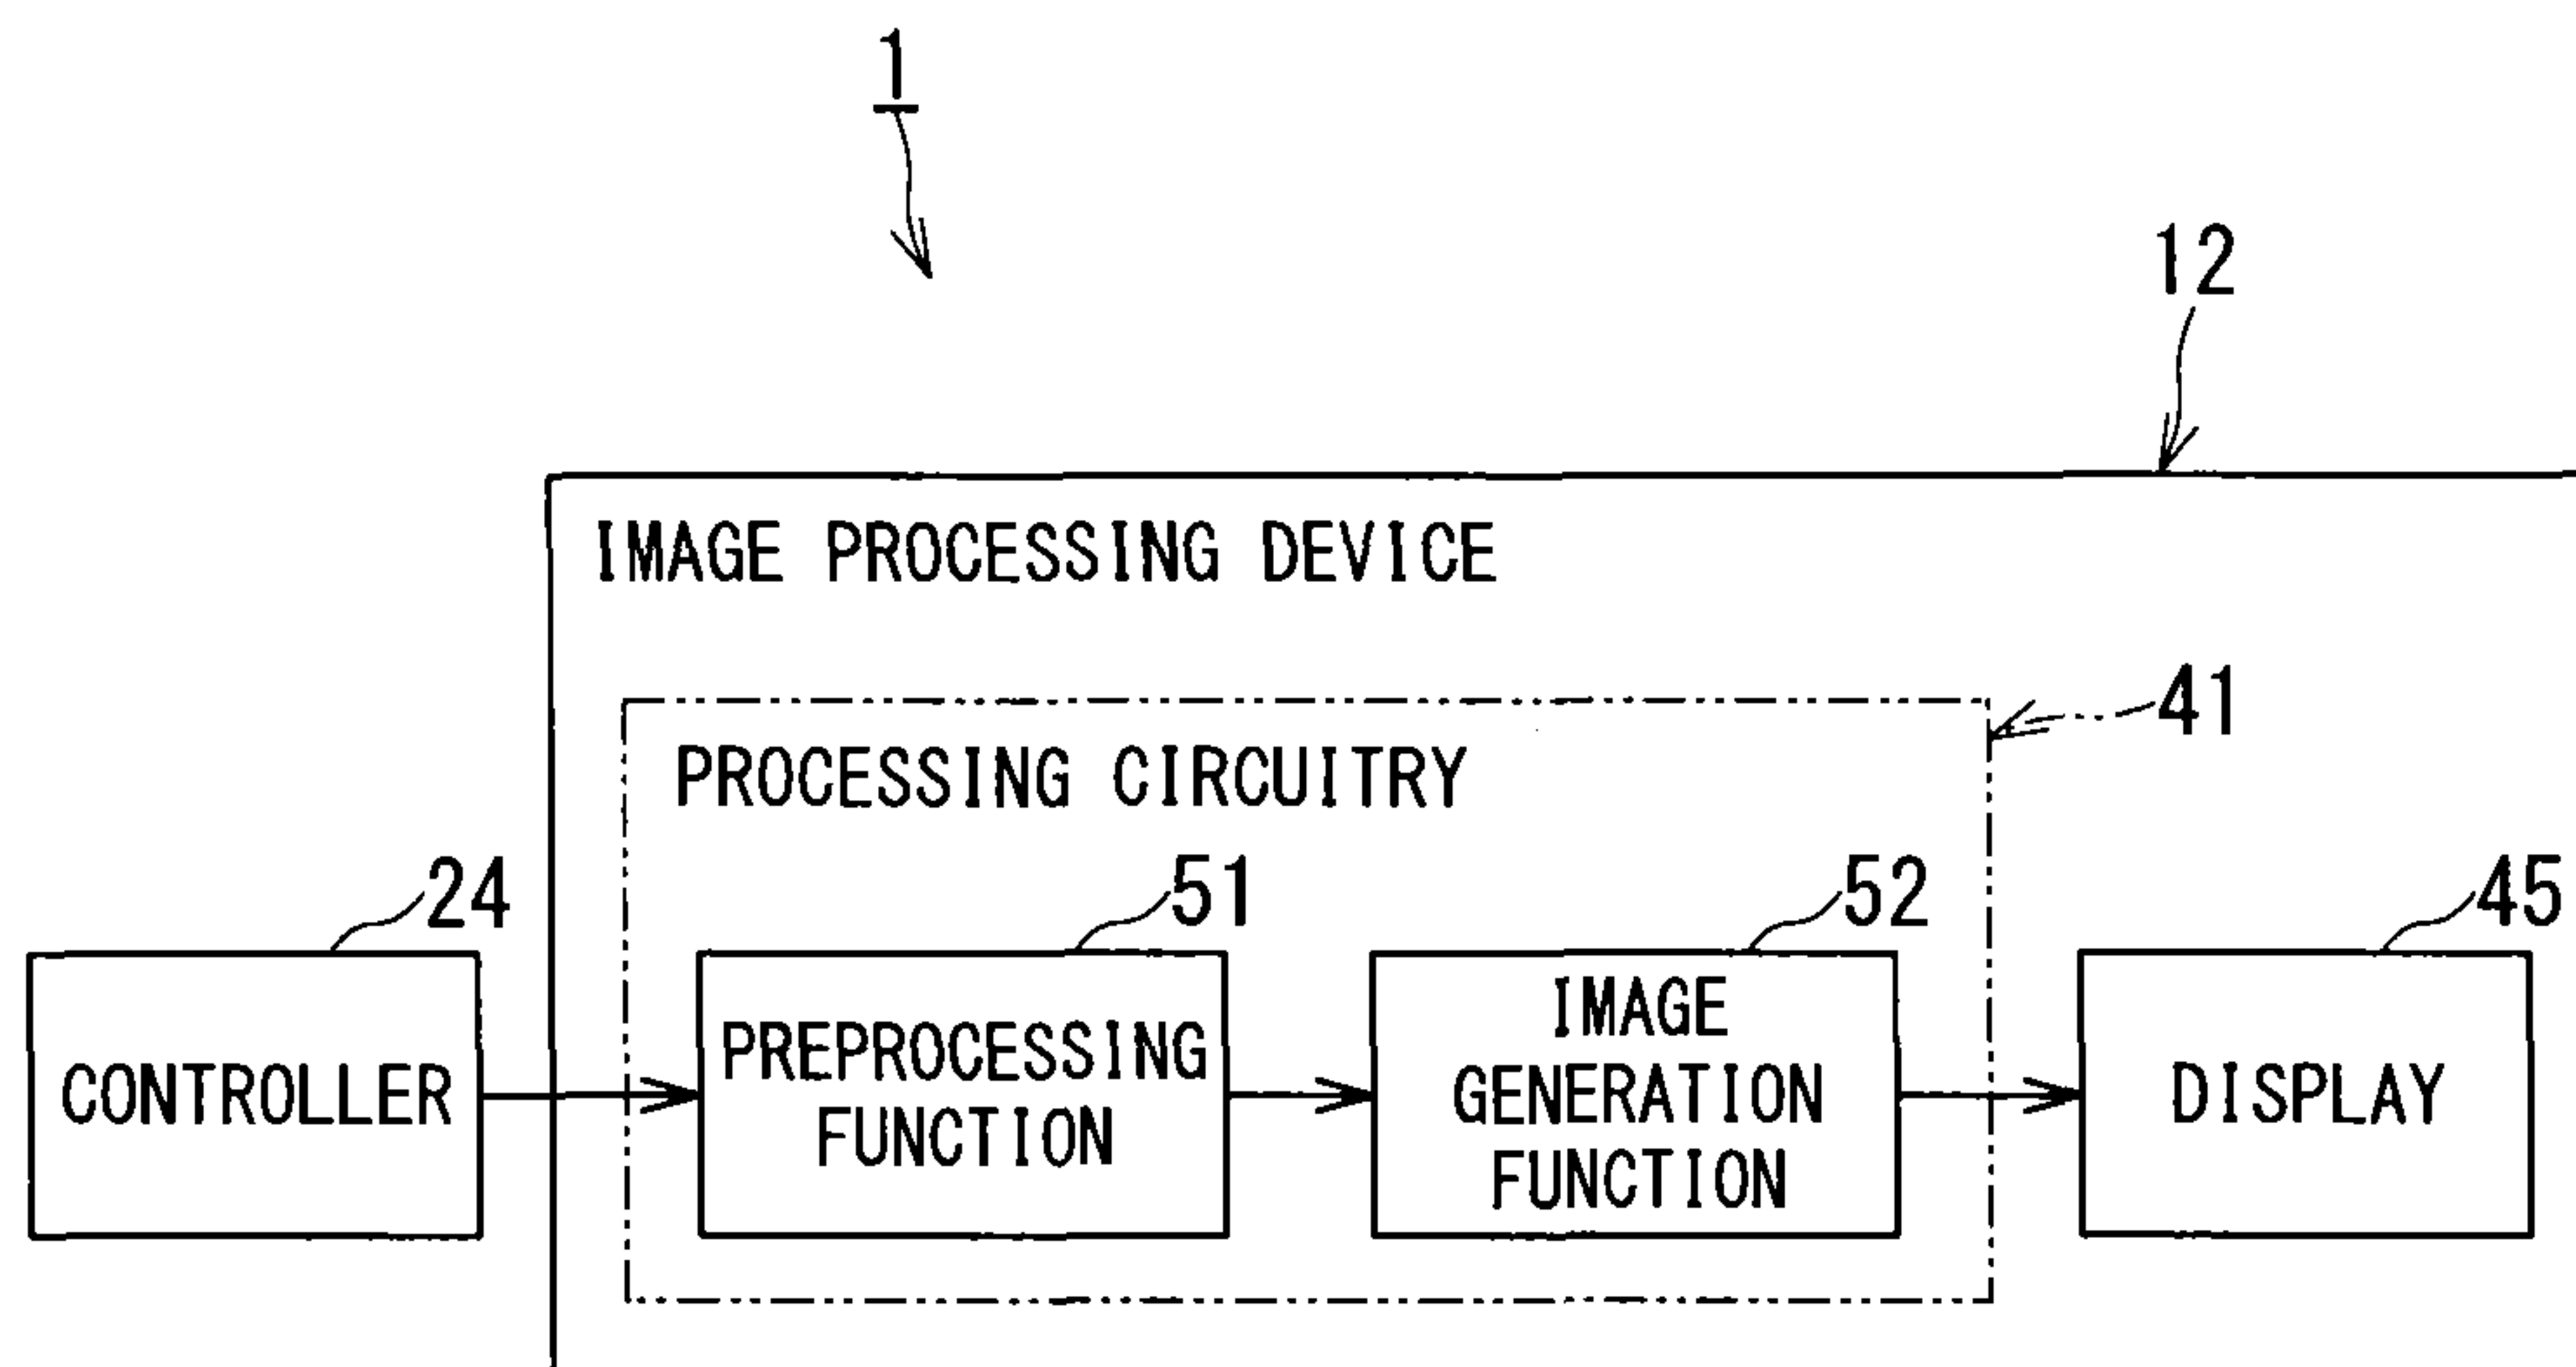 1
12
IMAGE PROCESSING DEVICE
41
PROCESSING CIRCUITRY
24
51
52
45
CONTROLLER
PREPROCESSING
FUNCTION
IMAGE
GENERATION
FUNCTION
DISPLAY